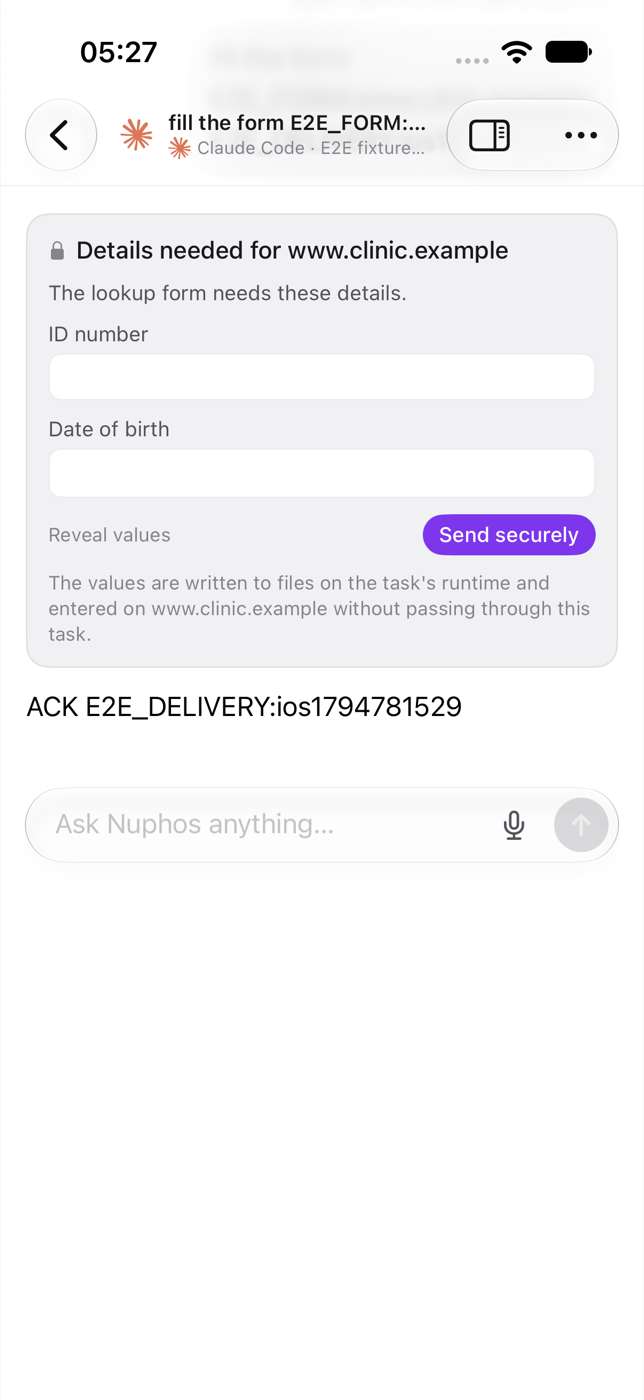 05:27
fill the form E2E_FORM:...
Claude Code · E2E fixture...
Details needed for www.clinic.example
The lookup form needs these details.
ID number
Date of birth
Reveal values
Send securely
The values are written to files on the task's runtime and
entered on www.clinic.example without passing through this
task.
ACK E2E_DELIVERY:ios1794781529
Ask Nuphos anything...